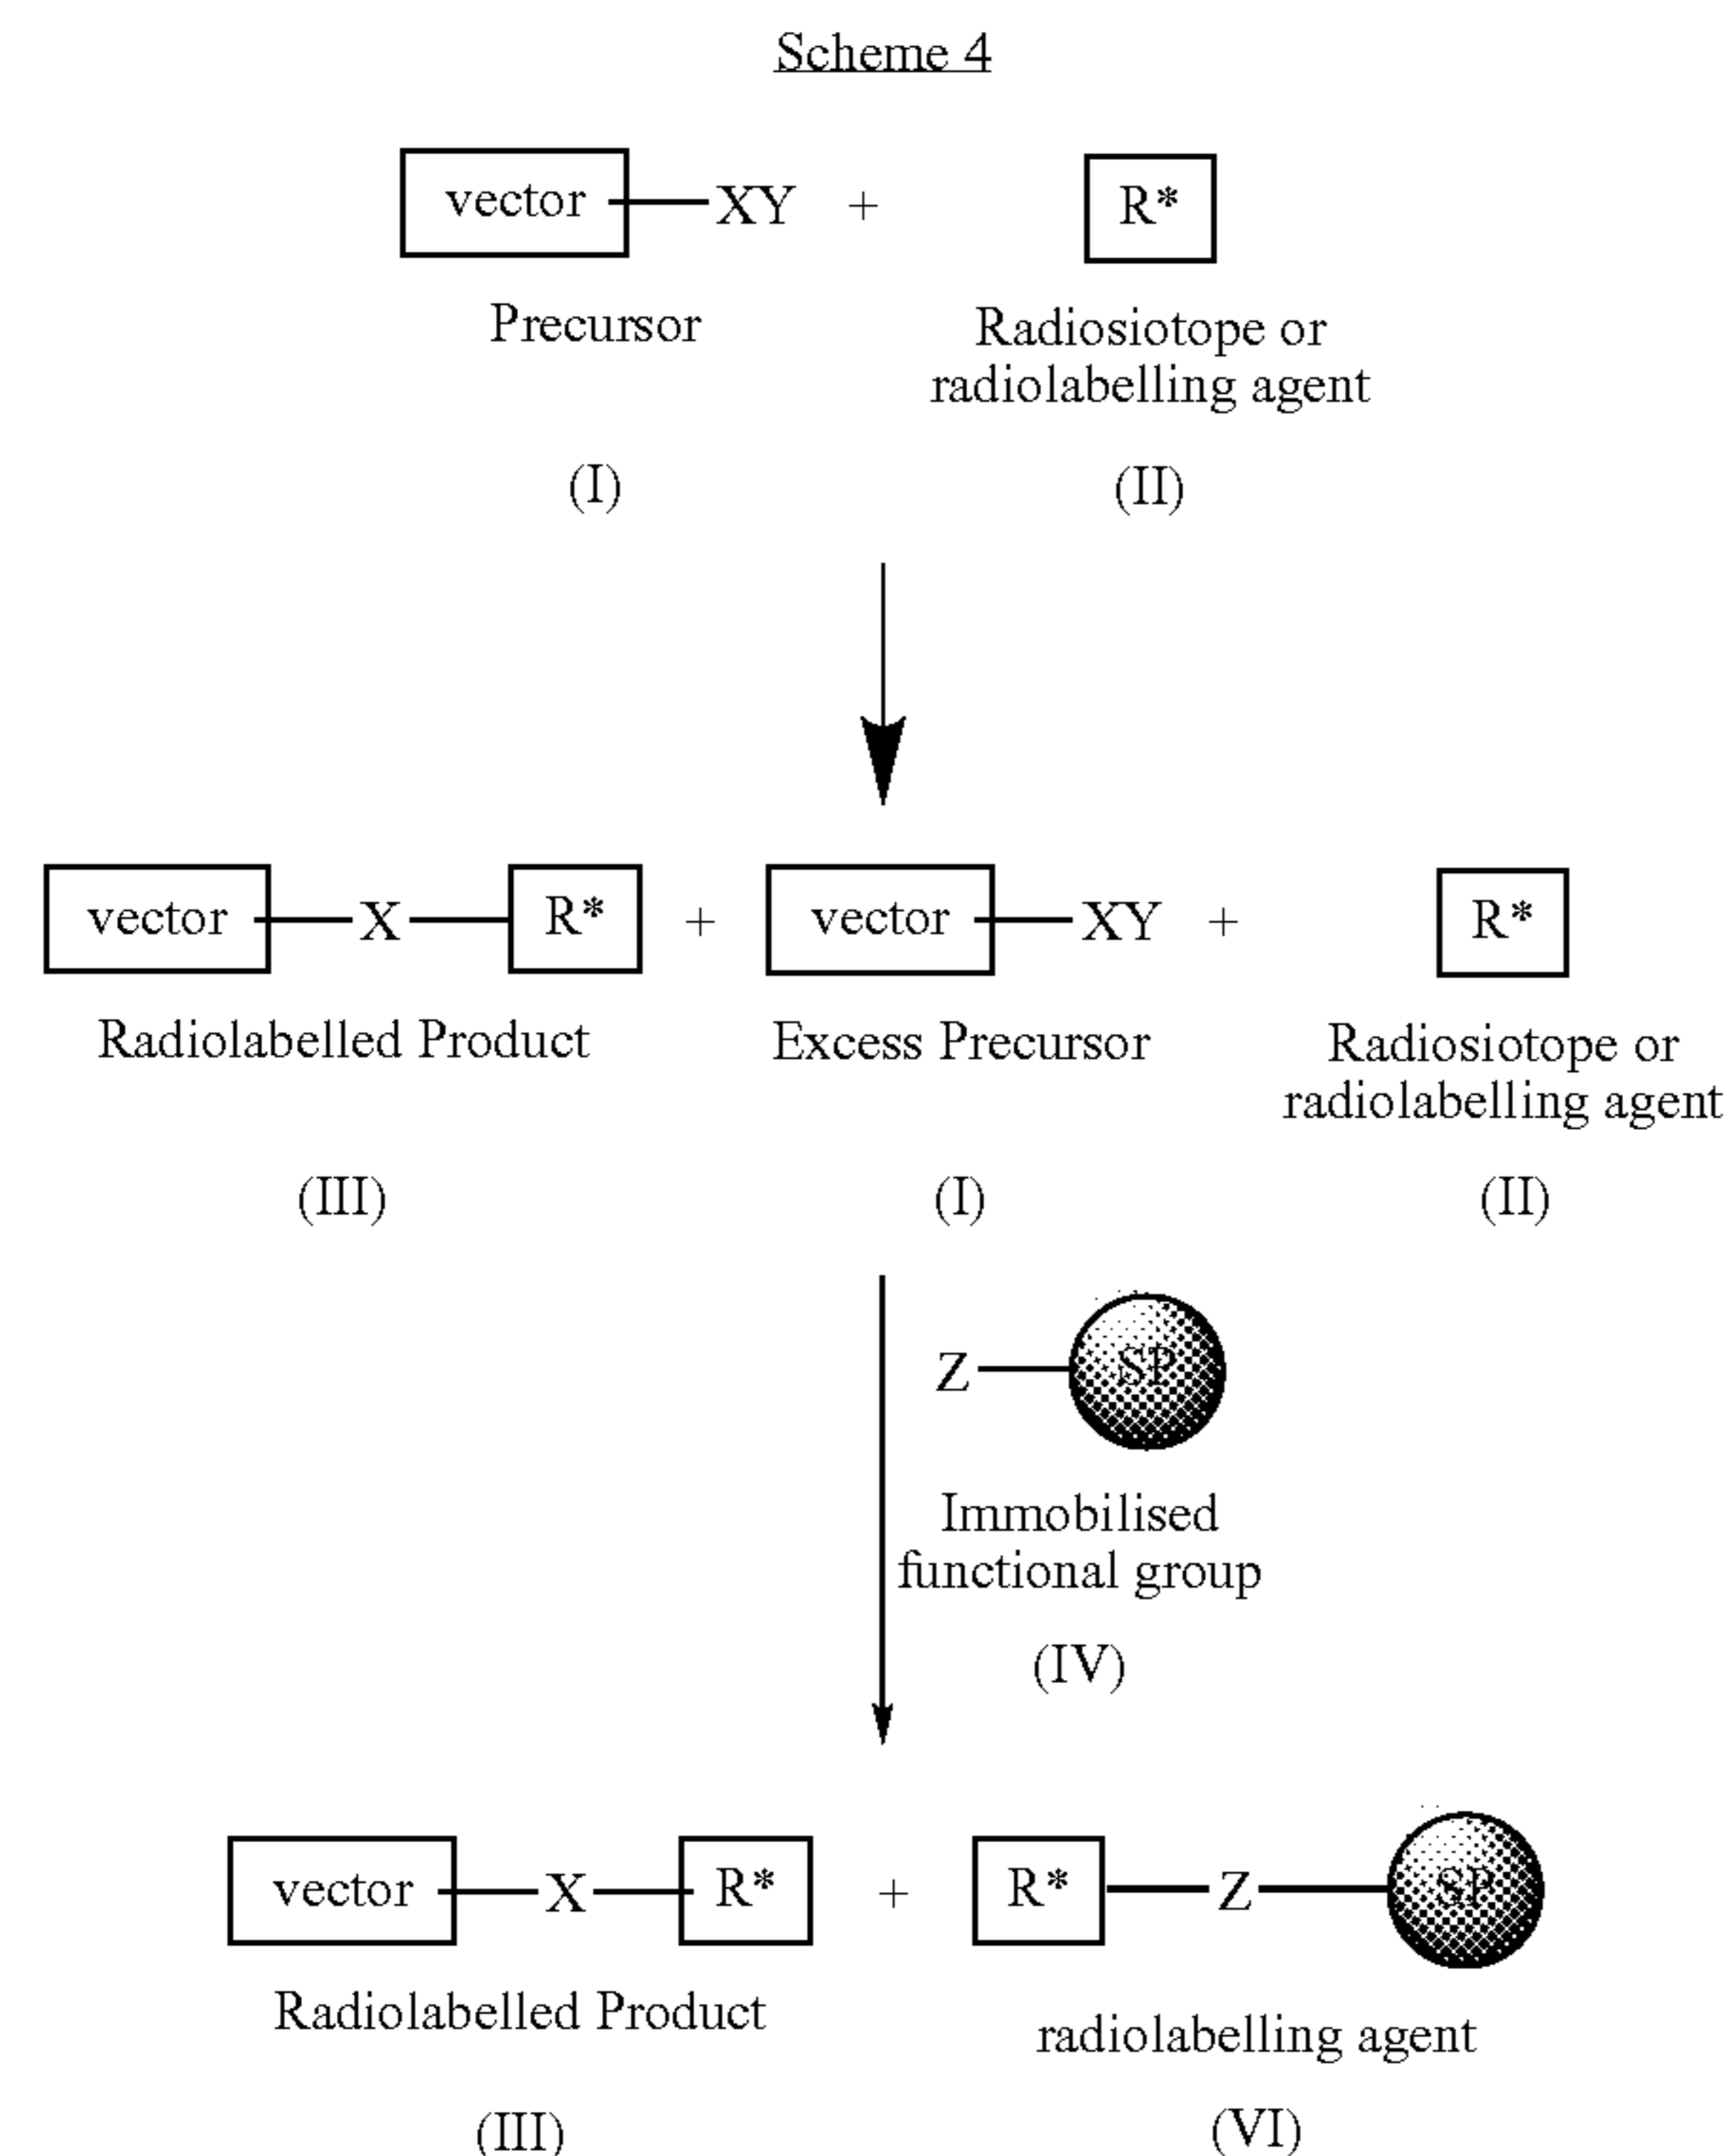 Scheme 4
vector XY + R*
Precursor
Radiosiotope or
radiolabelling agent
(I) (II)
vector X R* + vector XY + R*
Radiolabelled Product Excess Precursor Radiosiotope or
radiolabelling agent
(III) (I) (II)
Z SP
Immobilised
functional group
(IV)
vector X R* + R* Z SP
Radiolabelled Product radiolabelling agent
(III) (VI)